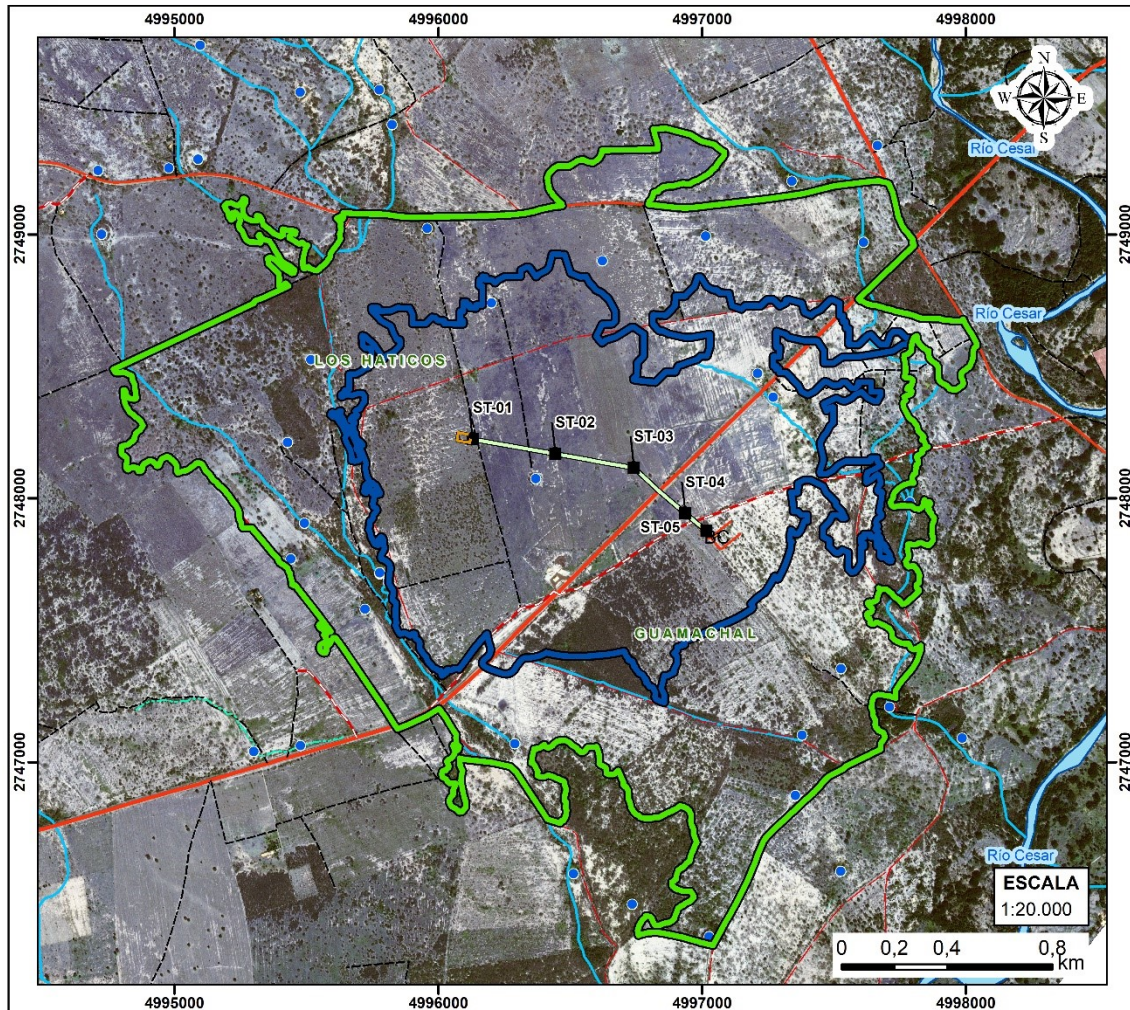 4995000 4996000 4997000 4998000
N
W E
S
Río Cesar
2749000 2749000
Río Cesar
LOS HATICOS
ST-01
ST-02
ST-03
2748000 2748000
ST-04
ST-05
GUAMACHAL
2747000 2747000
Río Cesar
ESCALA
1:20.000
0 0,2 0,4 0,8
km
4995000 4996000 4997000 4998000